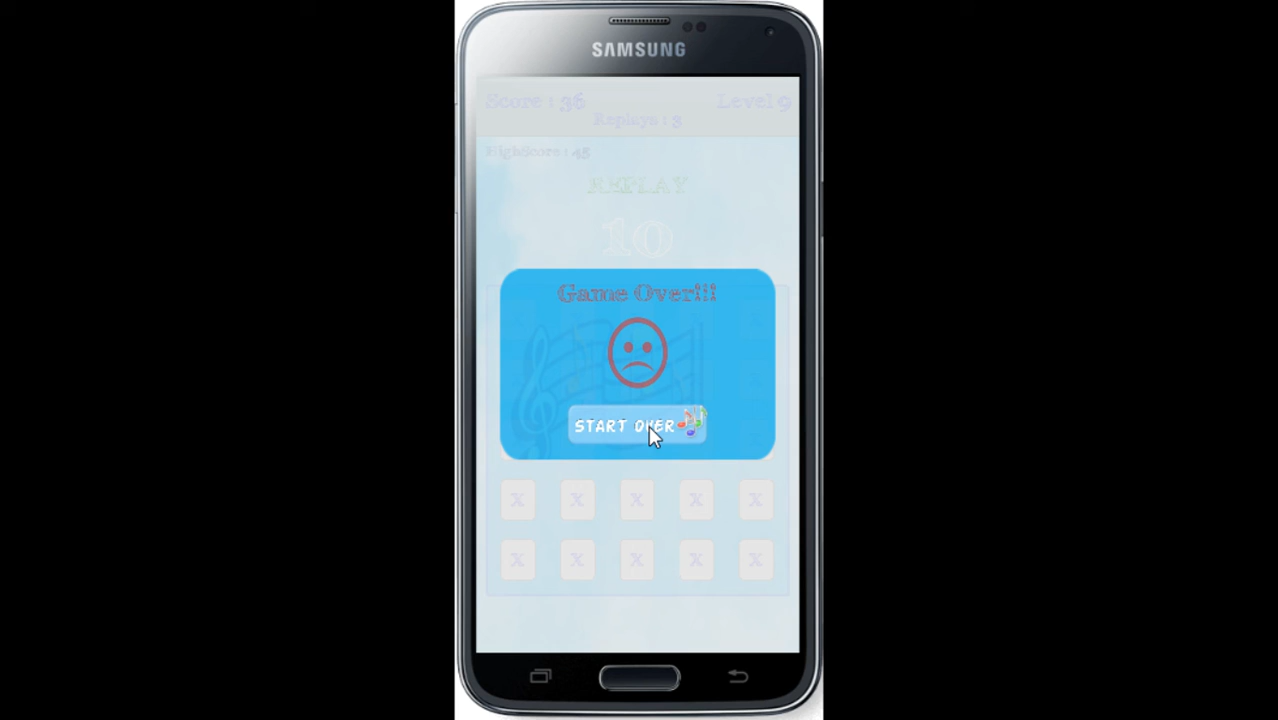 SAMSUNG
Score : 36
Level 9
Replays : 3
HighScore : 45
REPLAY
10
Game Over!!!
START OVER
X X X X X
X X X X X